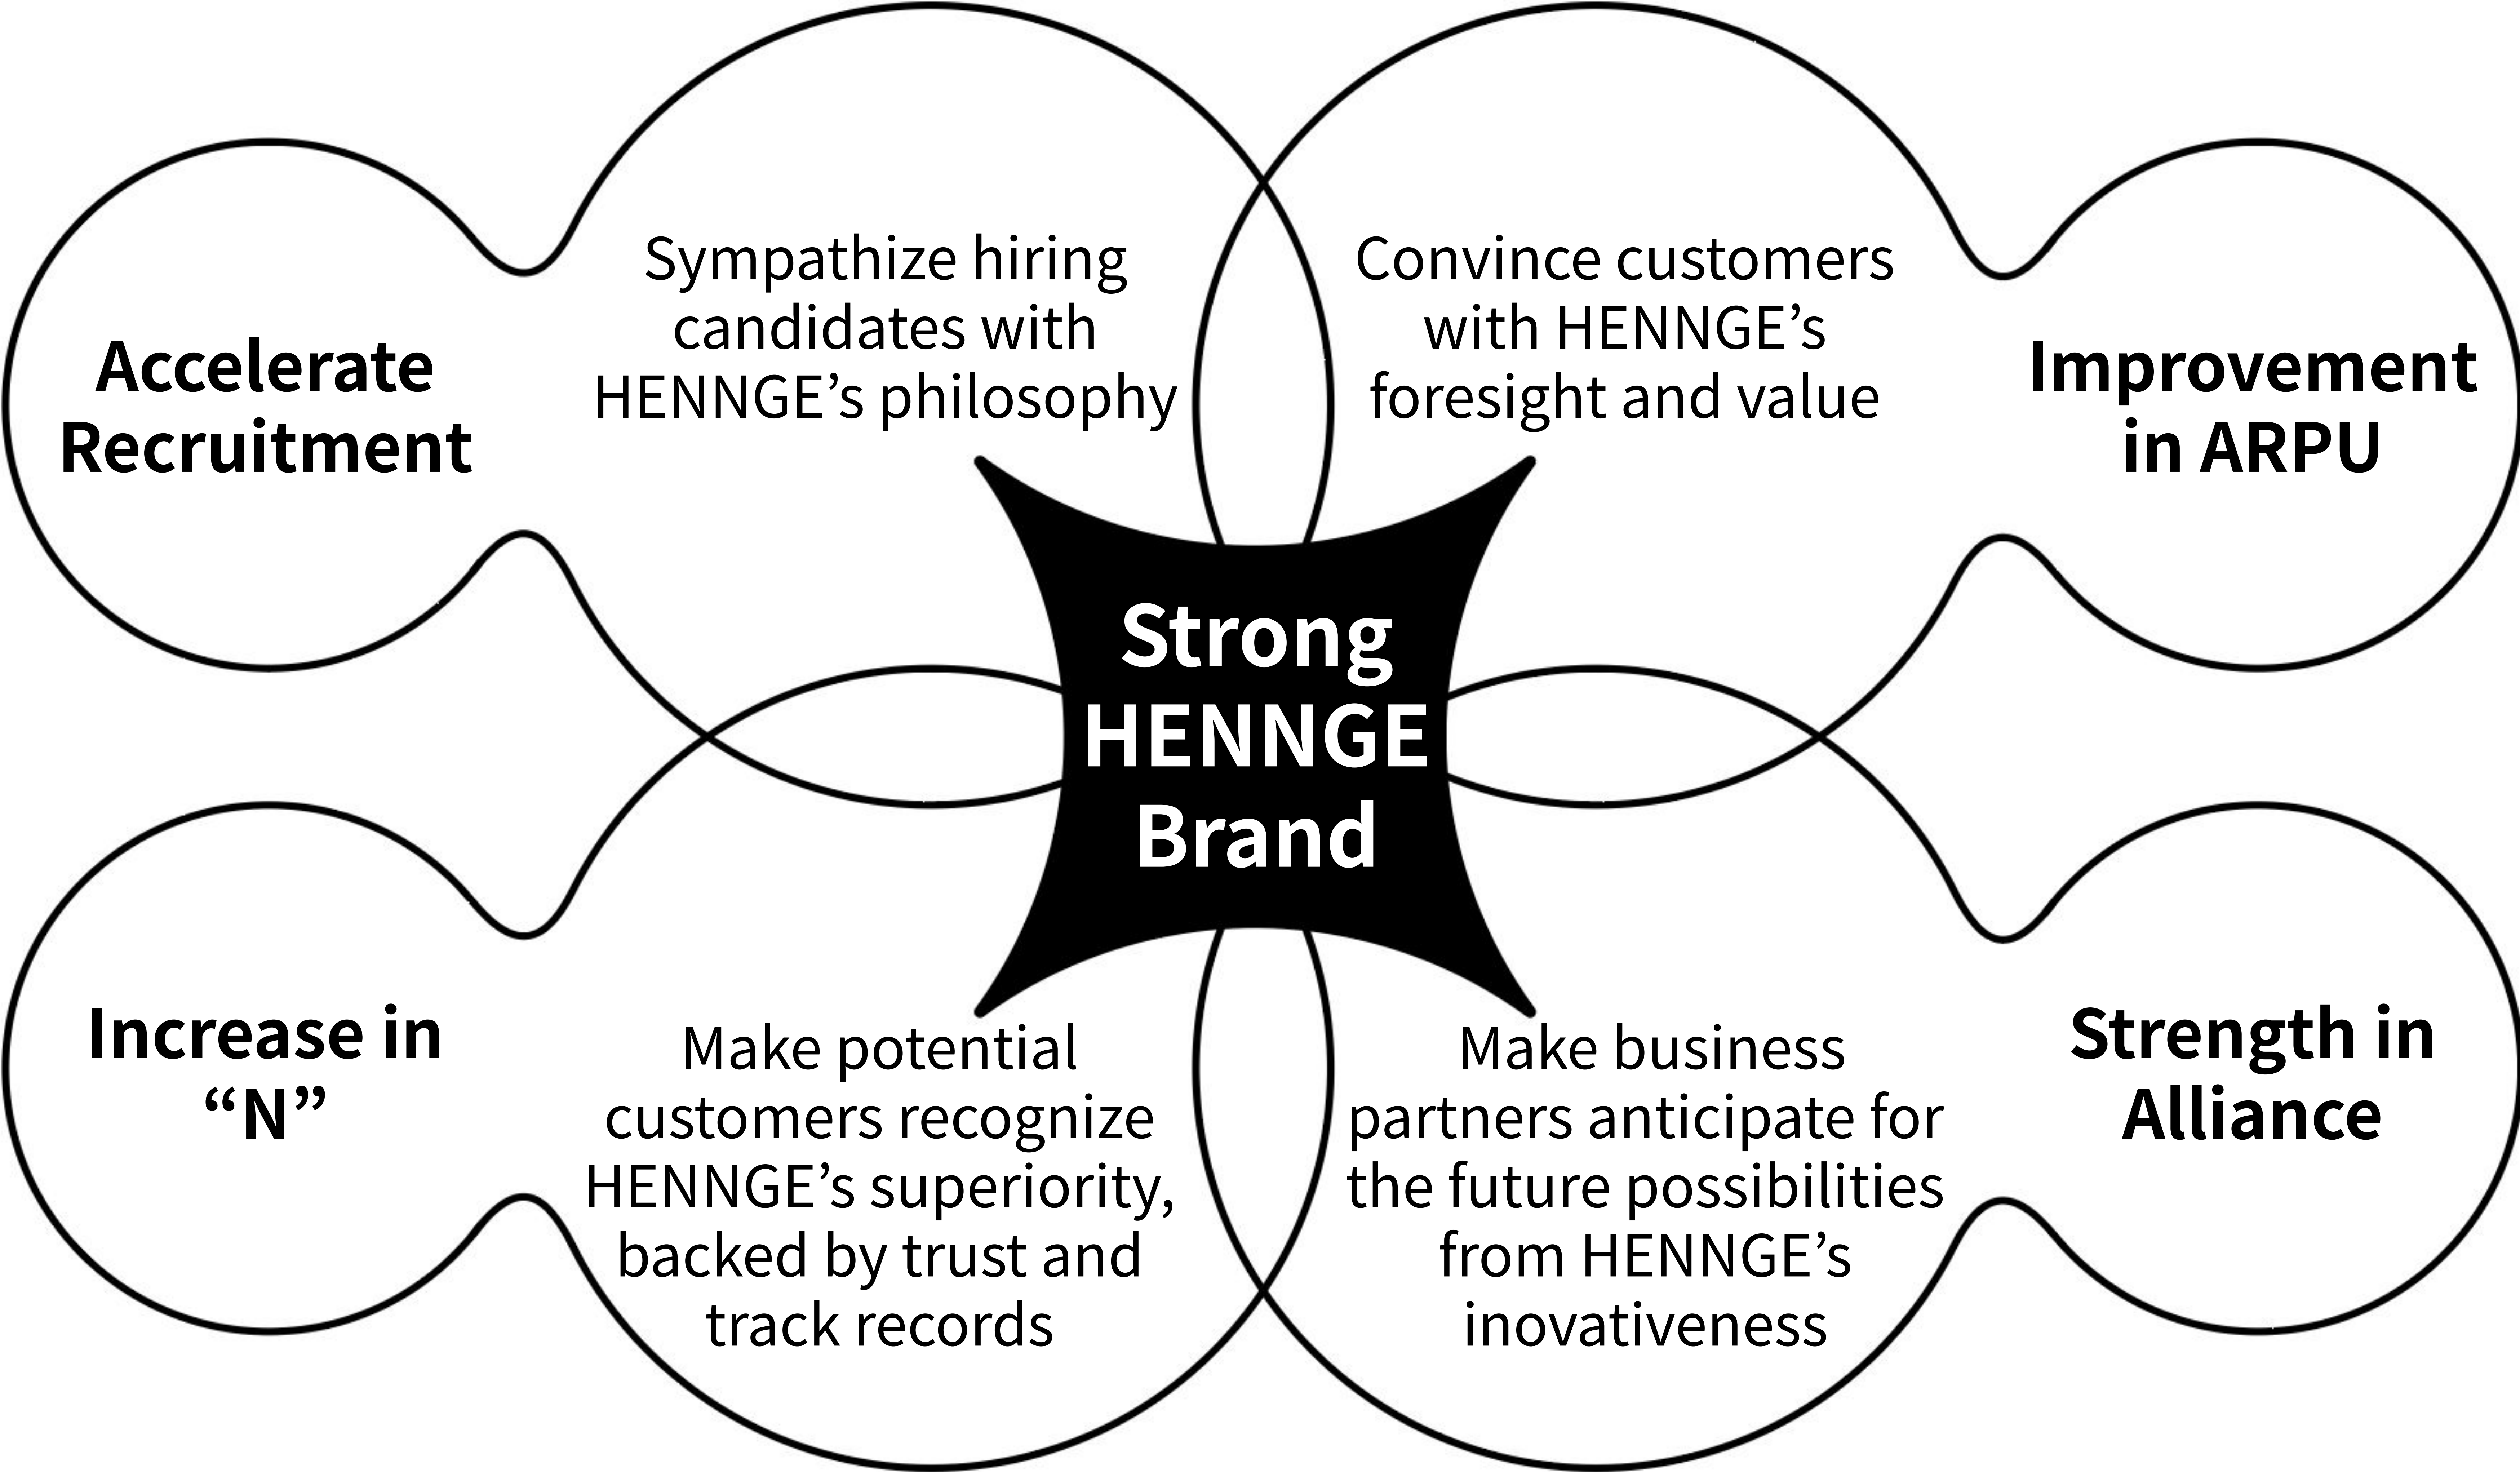 Accelerate
Recruitment
Sympathize hiring
candidates with
HENNGE’s philosophy
Convince customers
with HENNGE’s
foresight and value
Improvement
in ARPU
Strong
HENNGE
Brand
Increase in
“N”
Make potential
customers recognize
HENNGE’s superiority,
backed by trust and
track records
Make business
partners anticipate for
the future possibilities
from HENNGE’s
inovativeness
Strength in
Alliance